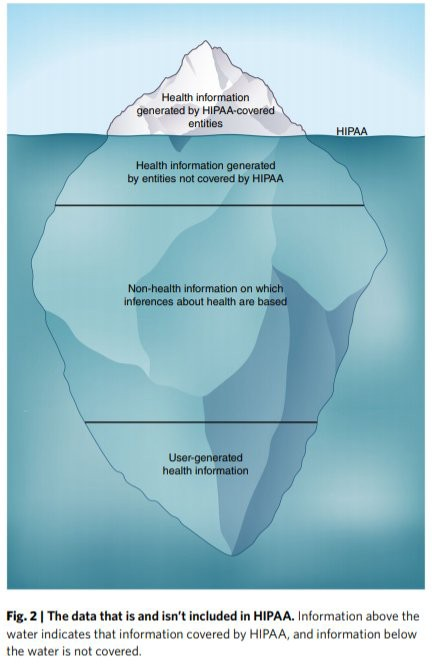 Health information
generated by HIPAA-covered
entities
HIPAA
Health information generated
by entities not covered by HIPAA
Non-health information on which
inferences about health are based
User-generated
health information
Fig. 2 | The data that is and isn’t included in HIPAA. Information above the
water indicates that information covered by HIPAA, and information below
the water is not covered.